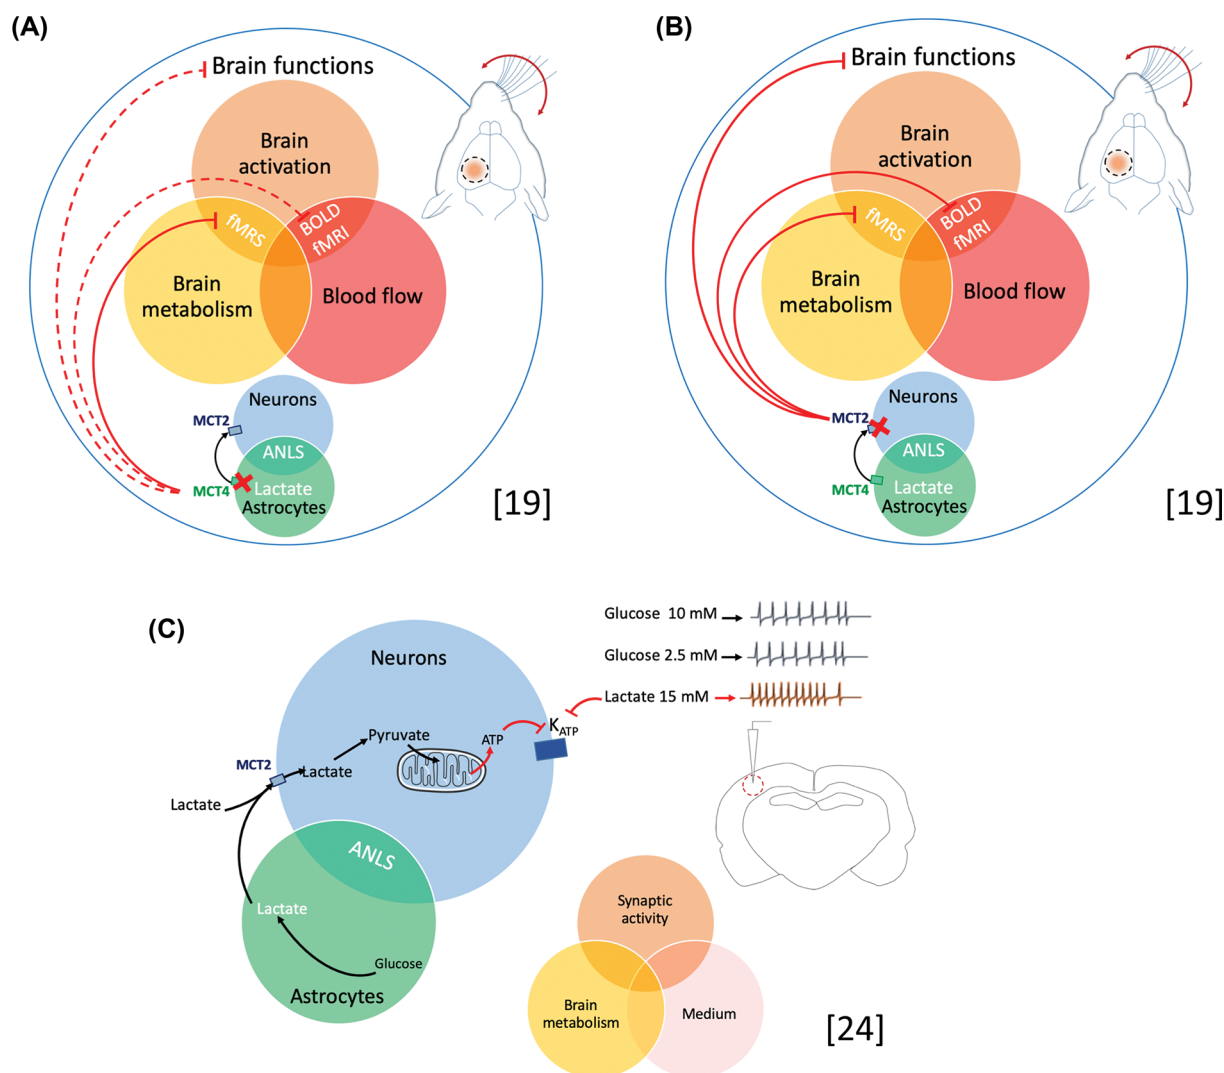 (A)
Brain functions
Brain
activation
fMRS
BOLD
fMRI
Brain
metabolism
Blood flow
Neurons
MCT2
ANLS
MCT4
Lactate
Astrocytes
[19]
(B)
Brain functions
Brain
activation
fMRS
BOLD
fMRI
Brain
metabolism
Blood flow
Neurons
MCT2
ANLS
MCT4
Lactate
Astrocytes
[19]
(C)
Neurons
Pyruvate
ATP
KATP
MCT2
Lactate
Lactate
ANLS
Lactate
Glucose
Astrocytes
Glucose 10 mM
Glucose 2.5 mM
Lactate 15 mM
Synaptic
activity
Brain
metabolism
Medium
[24]